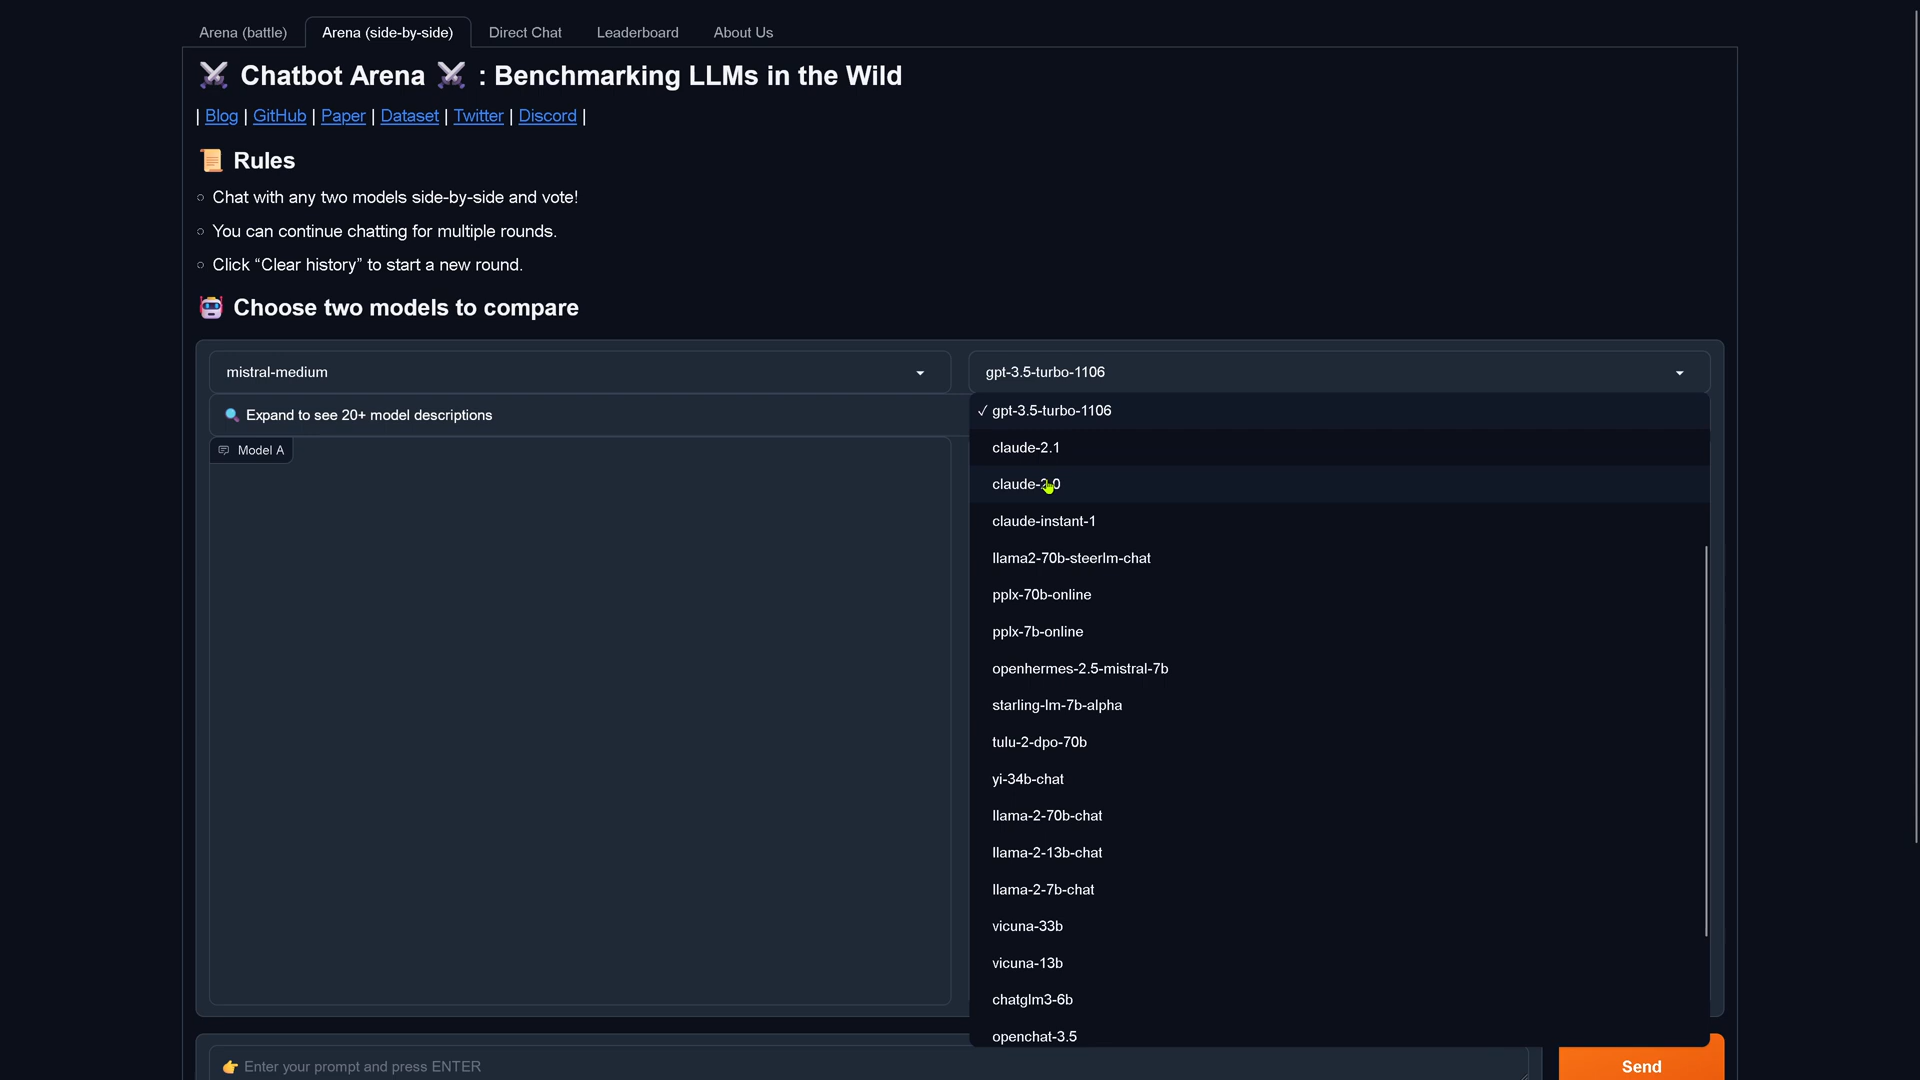 Arena (battle)
Arena (side-by-side)
Direct Chat
Leaderboard
About Us
Chatbot Arena : Benchmarking LLMs in the Wild
| Blog | GitHub | Paper | Dataset | Twitter | Discord |
Rules
Chat with any two models side-by-side and vote!
You can continue chatting for multiple rounds.
Click “Clear history” to start a new round.
Choose two models to compare
mistral-medium
gpt-3.5-turbo-1106
Expand to see 20+ model descriptions
Model A
✓ gpt-3.5-turbo-1106
claude-2.1
claude-2.0
claude-instant-1
llama2-70b-steerlm-chat
pplx-70b-online
pplx-7b-online
openhermes-2.5-mistral-7b
starling-lm-7b-alpha
tulu-2-dpo-70b
yi-34b-chat
llama-2-70b-chat
llama-2-13b-chat
llama-2-7b-chat
vicuna-33b
vicuna-13b
chatglm3-6b
openchat-3.5
Enter your prompt and press ENTER
Send